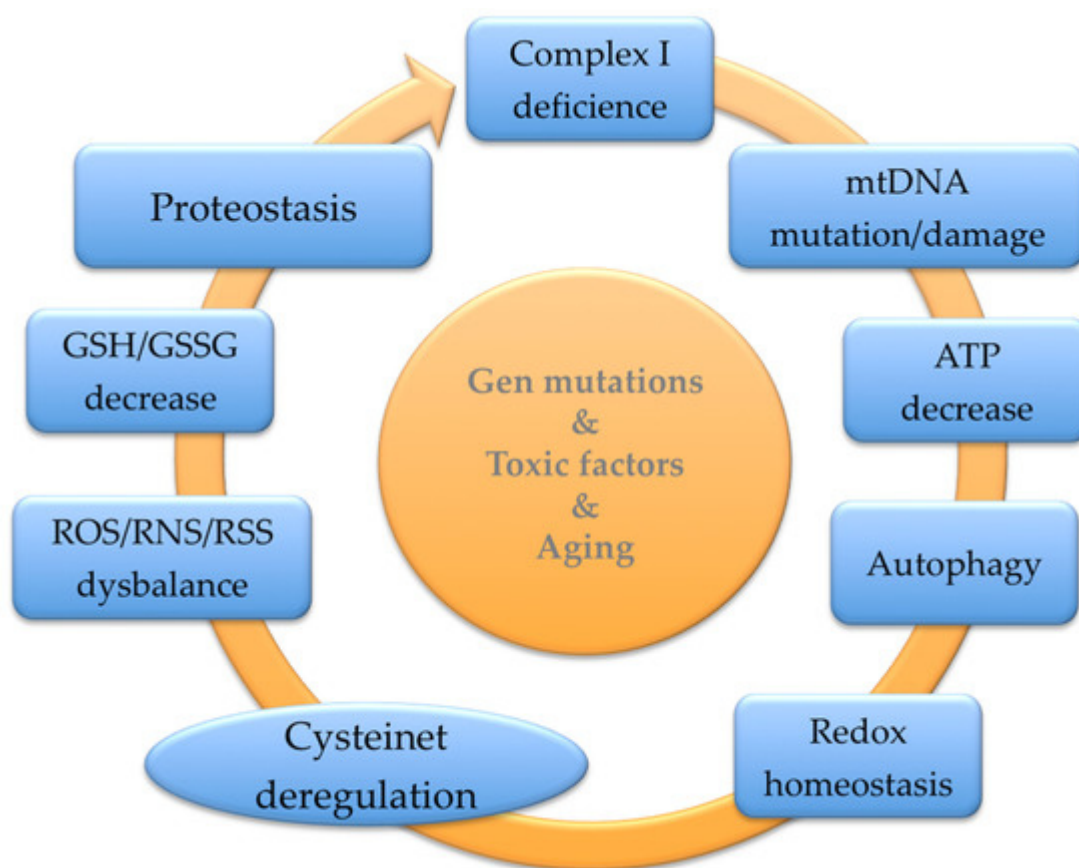 Complex I
deficience
mtDNA
mutation/damage
ATP
decrease
Autophagy
Redox
homeostasis
Cysteinet
deregulation
ROS/RNS/RSS
dysbalance
GSH/GSSG
decrease
Proteostasis
Gen mutations
&
Toxic factors
&
Aging